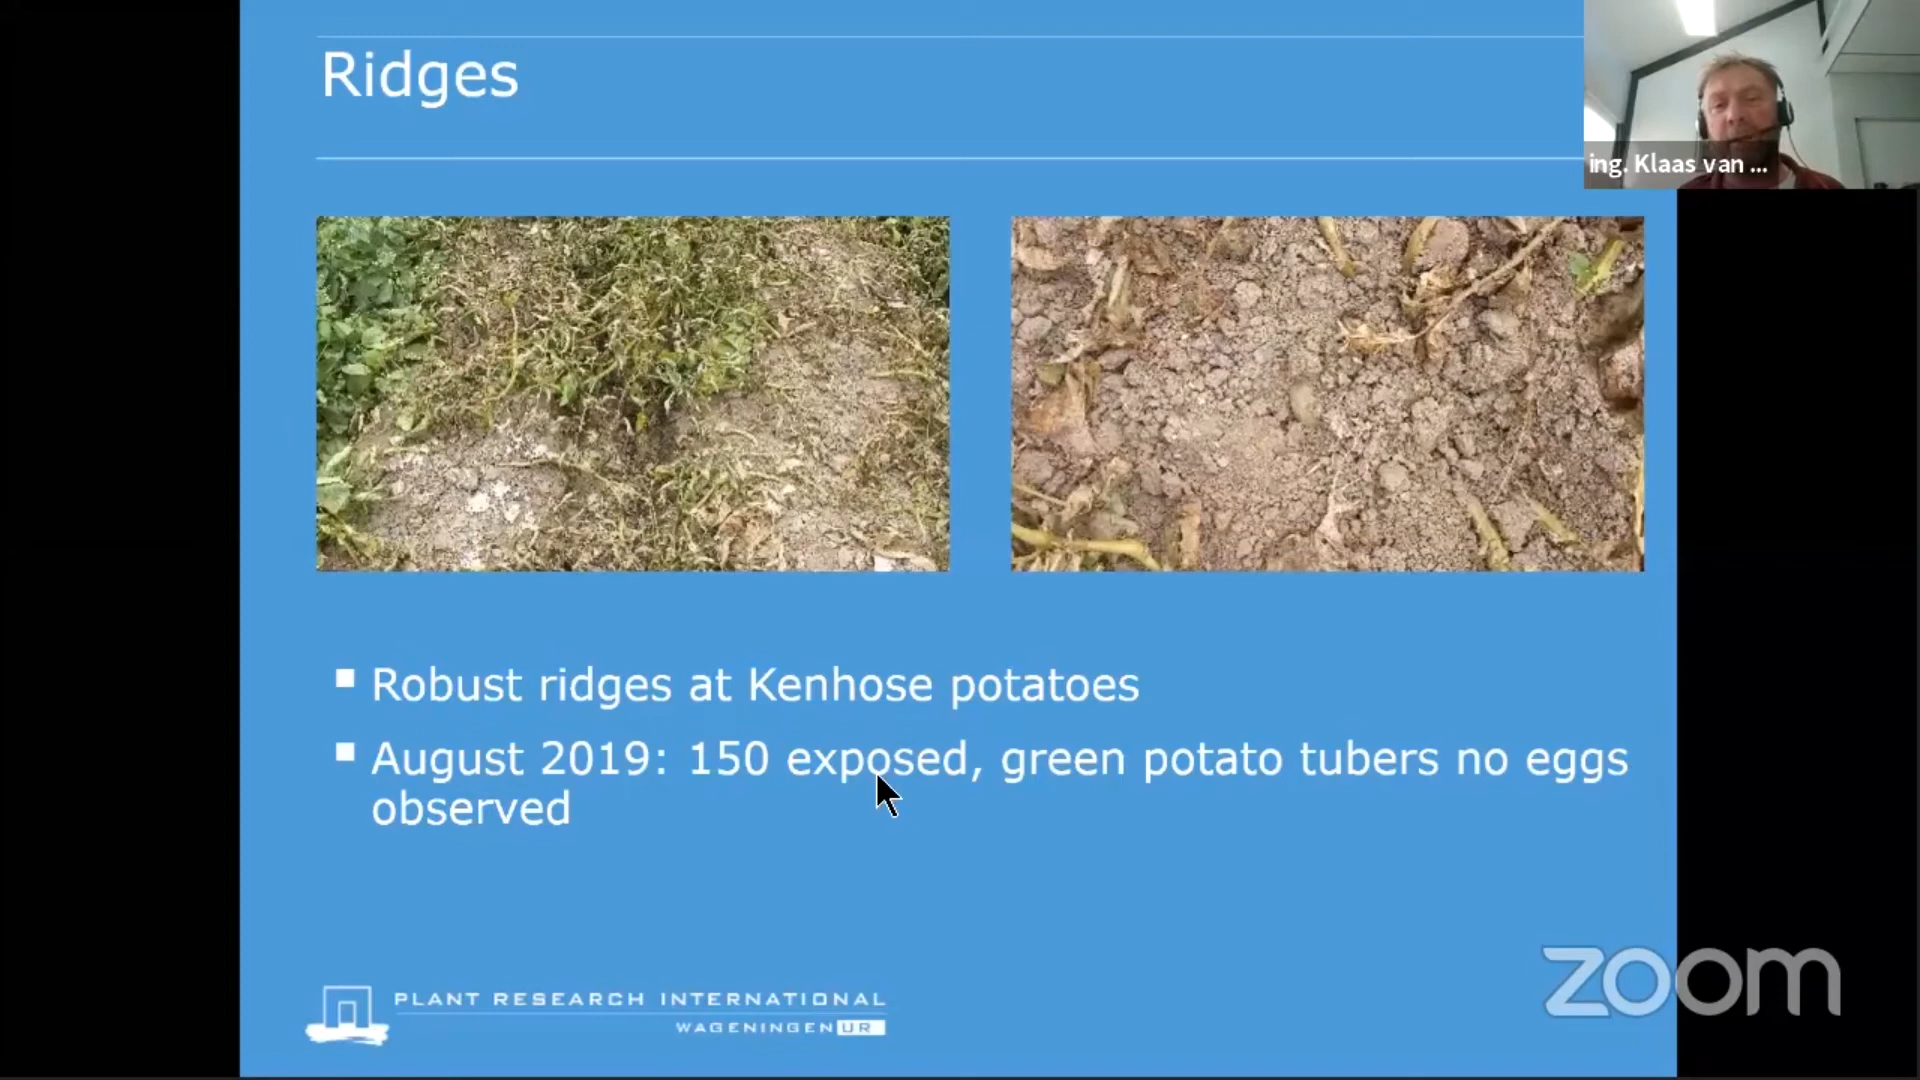 Ridges
ing. Klaas van ...
Robust ridges at Kenhose potatoes
August 2019: 150 exposed, green potato tubers no eggs
observed
PLANT RESEARCH INTERNATIONAL
WAGENINGEN UR
zoom